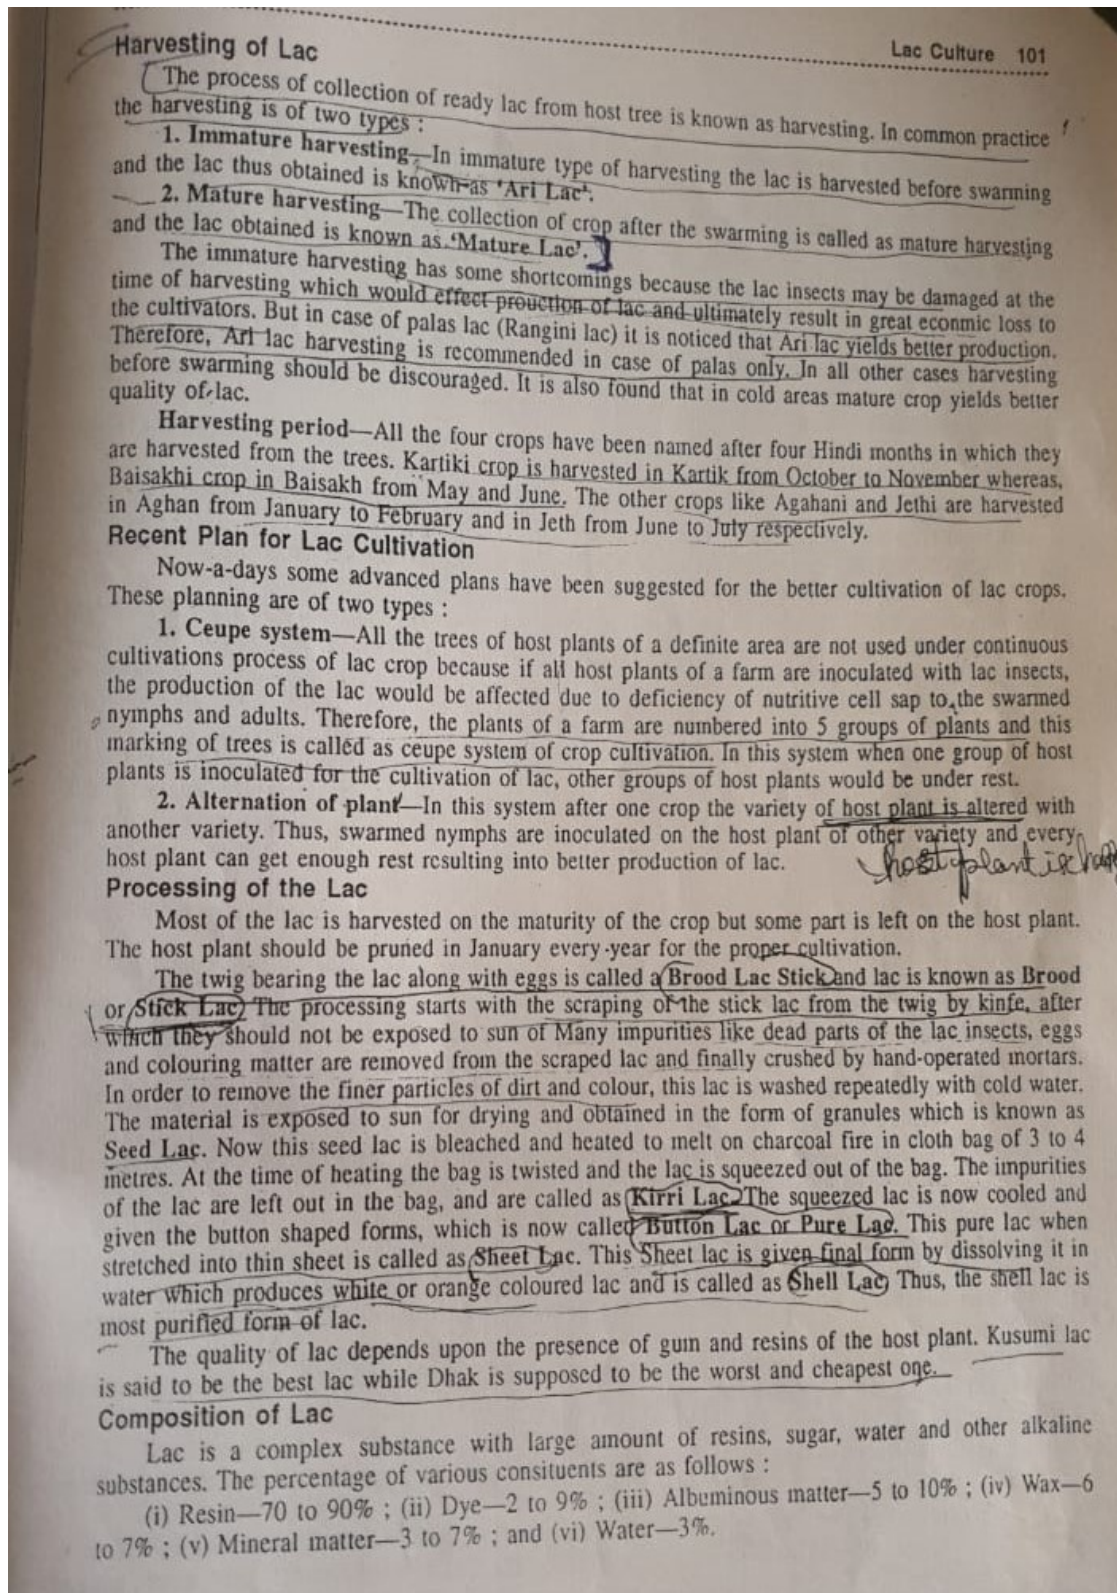 Lac Culture 101
Harvesting of Lac
The process of collection of ready lac from host tree is known as harvesting. In common practice
the harvesting is of two types :
1. Immature harvesting—In immature type of harvesting the lac is harvested before swarming
and the lac thus obtained is known as 'Ari Lac'.
2. Mature harvesting—The collection of crop after the swarming is called as mature harvesting
and the lac obtained is known as 'Mature Lac'.
The immature harvesting has some shortcomings because the lac insects may be damaged at the
time of harvesting which would effect prouction of lac and ultimately result in great econmic loss to
the cultivators. But in case of palas lac (Rangini lac) it is noticed that Ari lac yields better production.
Therefore, Ari lac harvesting is recommended in case of palas only. In all other cases harvesting
before swarming should be discouraged. It is also found that in cold areas mature crop yields better
quality of lac.
Harvesting period—All the four crops have been named after four Hindi months in which they
are harvested from the trees. Kartiki crop is harvested in Kartik from October to November whereas,
Baisakhi crop in Baisakh from May and June. The other crops like Agahani and Jethi are harvested
in Aghan from January to February and in Jeth from June to July respectively.
Recent Plan for Lac Cultivation
Now-a-days some advanced plans have been suggested for the better cultivation of lac crops.
These planning are of two types :
1. Ceupe system—All the trees of host plants of a definite area are not used under continuous
cultivations process of lac crop because if all host plants of a farm are inoculated with lac insects,
the production of the lac would be affected due to deficiency of nutritive cell sap to the swarmed
nymphs and adults. Therefore, the plants of a farm are numbered into 5 groups of plants and this
marking of trees is called as ceupe system of crop cultivation. In this system when one group of host
plants is inoculated for the cultivation of lac, other groups of host plants would be under rest.
2. Alternation of plant—In this system after one crop the variety of host plant is altered with
another variety. Thus, swarmed nymphs are inoculated on the host plant of other variety and every
host plant can get enough rest resulting into better production of lac.
host plant is
Processing of the Lac
Most of the lac is harvested on the maturity of the crop but some part is left on the host plant.
The host plant should be pruned in January every year for the proper cultivation.
The twig bearing the lac along with eggs is called a Brood Lac Stick and lac is known as Brood
or Stick Lac. The processing starts with the scraping of the stick lac from the twig by kinfe, after
which they should not be exposed to sun of Many impurities like dead parts of the lac insects, eggs
and colouring matter are removed from the scraped lac and finally crushed by hand-operated mortars.
In order to remove the finer particles of dirt and colour, this lac is washed repeatedly with cold water.
The material is exposed to sun for drying and obtained in the form of granules which is known as
Seed Lac. Now this seed lac is bleached and heated to melt on charcoal fire in cloth bag of 3 to 4
metres. At the time of heating the bag is twisted and the lac is squeezed out of the bag. The impurities
of the lac are left out in the bag, and are called as Kirri Lac. The squeezed lac is now cooled and
given the button shaped forms, which is now called Button Lac or Pure Lac. This pure lac when
stretched into thin sheet is called as Sheet Lac. This Sheet lac is given final form by dissolving it in
water which produces white or orange coloured lac and is called as Shell Lac. Thus, the shell lac is
most purified form of lac.
The quality of lac depends upon the presence of gum and resins of the host plant. Kusumi lac
is said to be the best lac while Dhak is supposed to be the worst and cheapest one.
Composition of Lac
Lac is a complex substance with large amount of resins, sugar, water and other alkaline
substances. The percentage of various consituents are as follows :
(i) Resin—70 to 90% ; (ii) Dye—2 to 9% ; (iii) Albuminous matter—5 to 10% ; (iv) Wax—6
to 7% ; (v) Mineral matter—3 to 7% ; and (vi) Water—3%.